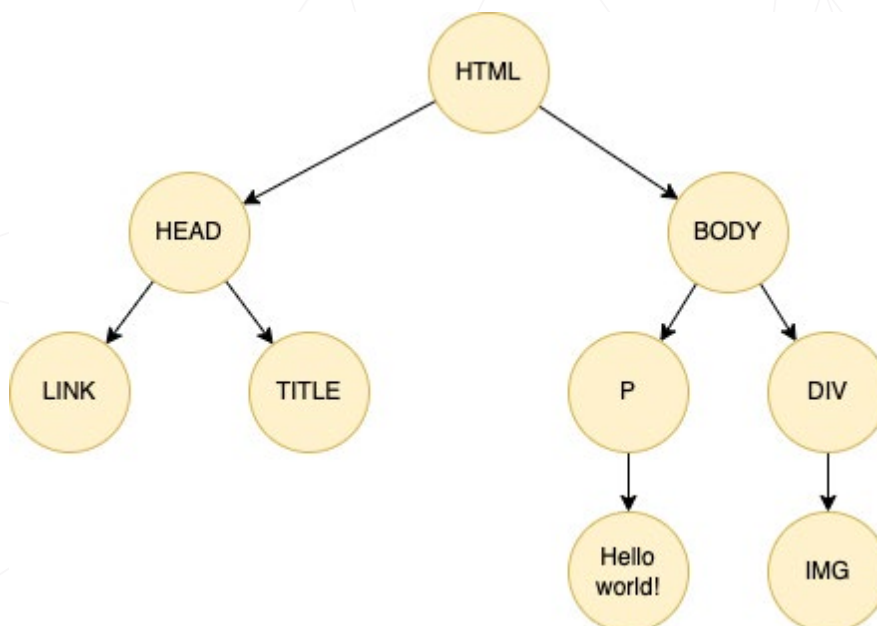 HTML
HEAD
BODY
LINK
TITLE
P
DIV
Hello
world!
IMG